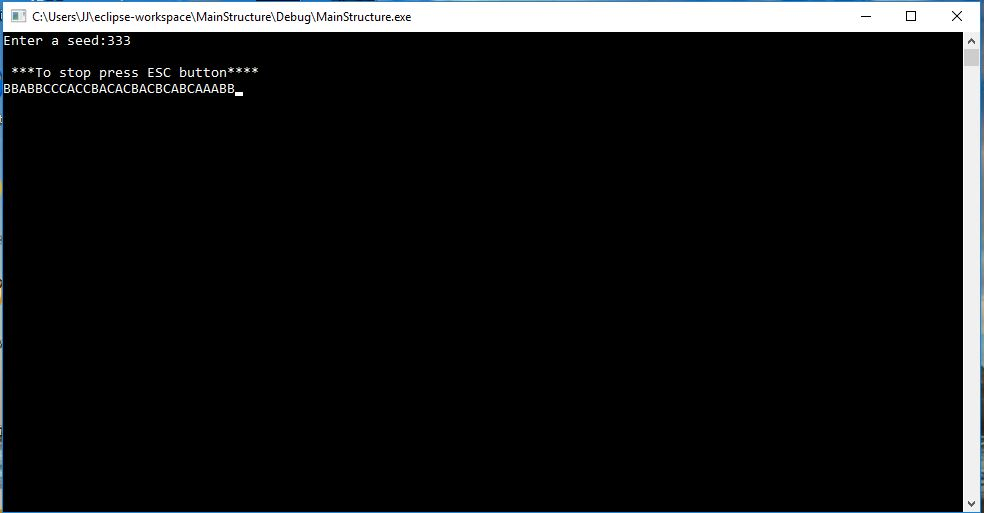 C:\Users\JJ\eclipse-workspace\MainStructure\Debug\MainStructure.exe
Enter a seed:333
***To stop press ESC button****
BBABBCCCACCBACACBACBCABCAAABB